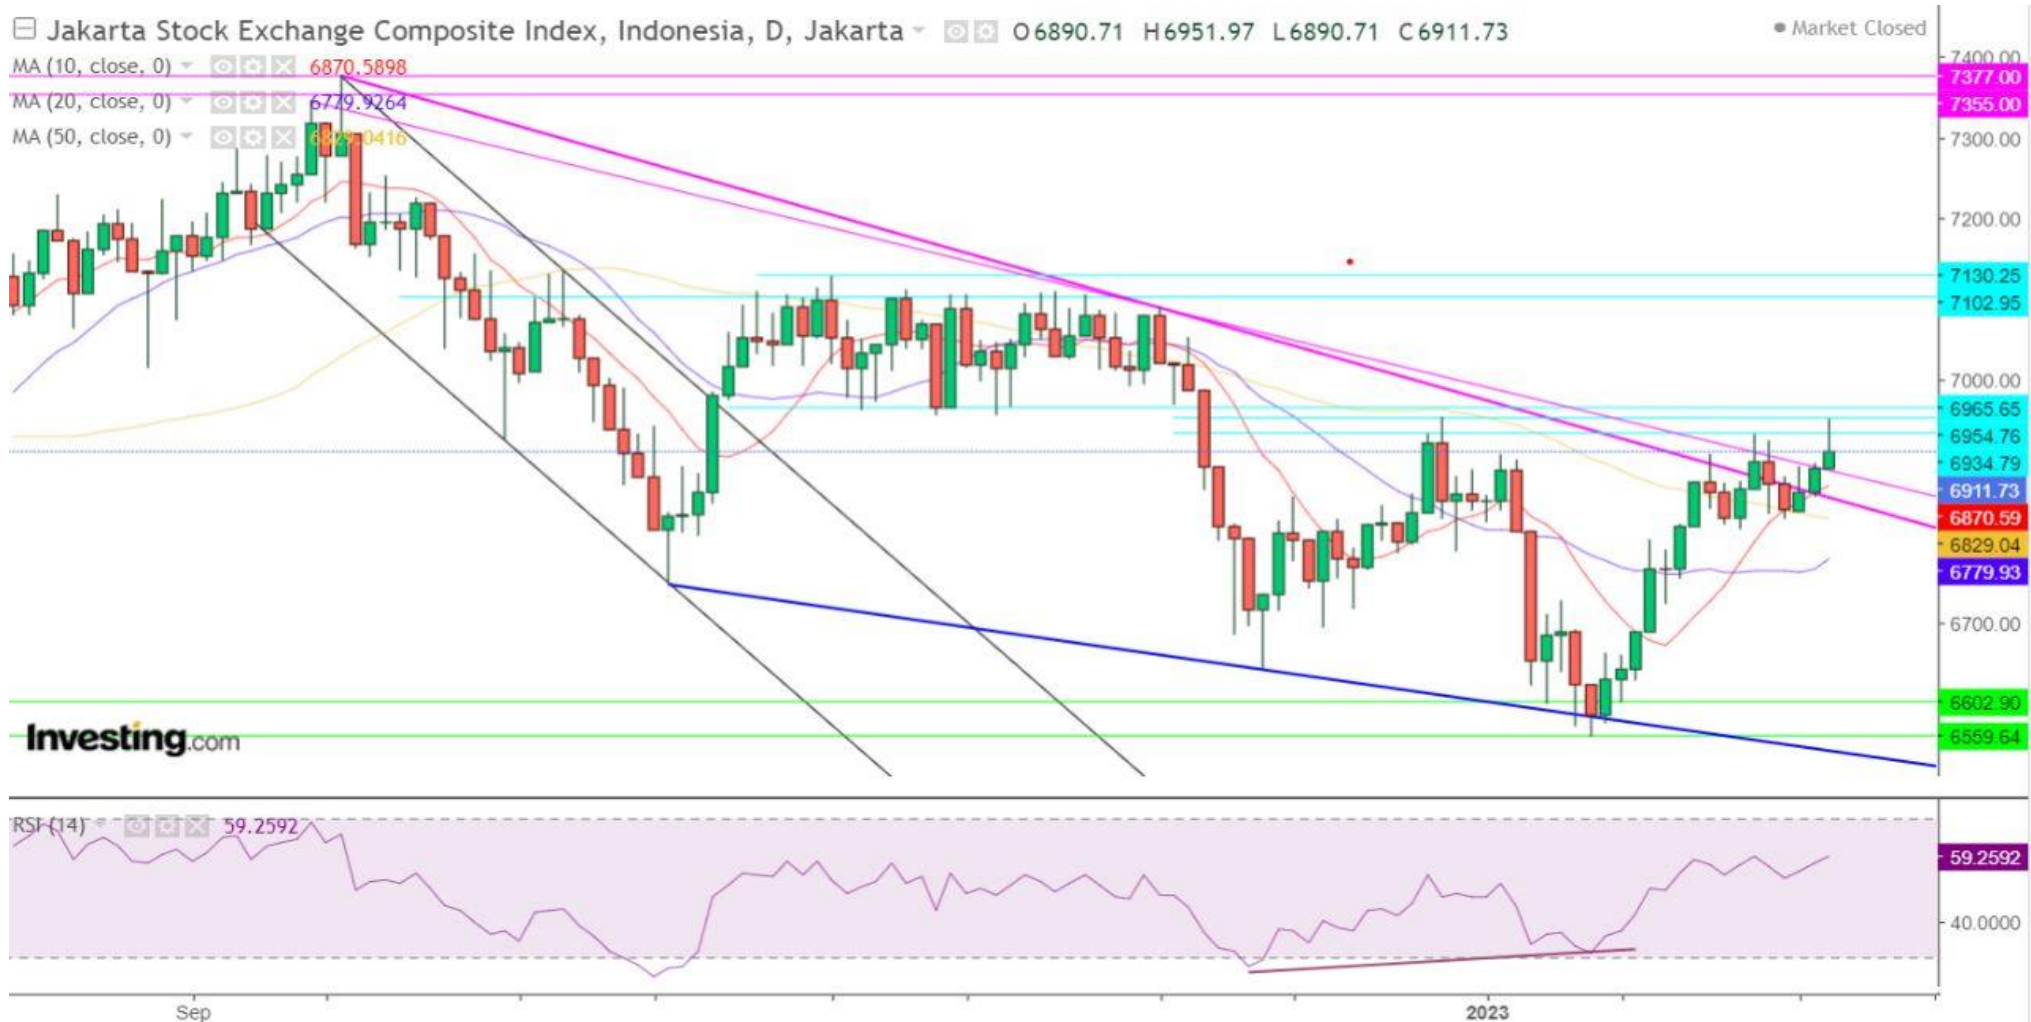 Jakarta Stock Exchange Composite Index, Indonesia, D, Jakarta O6890.71 H6951.97 L6890.71 C6911.73
Market Closed
MA (10, close, 0) 6870.5898
MA (20, close, 0) 6779.9264
MA (50, close, 0) 6829.0416
7400.00
7377.00
7355.00
7300.00
7200.00
7130.25
7102.95
7000.00
6965.65
6954.76
6934.79
6911.73
6870.59
6829.04
6779.93
6700.00
6602.90
6559.64
Investing.com
RSI (14) 59.2592
59.2592
40.0000
Sep
2023